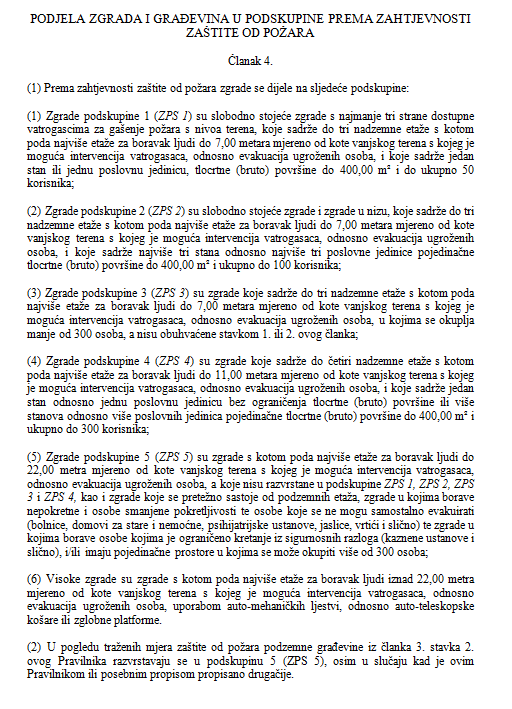 PODJELA ZGRADA I GRAĐEVINA U PODSKUPINE PREMA ZAHTJEVNOSTI
ZAŠTITE OD POŽARA
Članak 4.
(1) Prema zahtjevnosti zaštite od požara zgrade se dijele na sljedeće podskupine:
(1) Zgrade podskupine 1 (ZPS 1) su slobodno stojeće zgrade s najmanje tri strane dostupne
vatrogascima za gašenje požara s nivoa terena, koje sadrže do tri nadzemne etaže s kotom
poda najviše etaže za boravak ljudi do 7,00 metara mjereno od kote vanjskog terena s kojeg je
moguća intervencija vatrogasaca, odnosno evakuacija ugroženih osoba, i koje sadrže jedan
stan ili jednu poslovnu jedinicu, tlocrtne (bruto) površine do 400,00 m² i do ukupno 50
korisnika;
(2) Zgrade podskupine 2 (ZPS 2) su slobodno stojeće zgrade i zgrade u nizu, koje sadrže do tri
nadzemne etaže s kotom poda najviše etaže za boravak ljudi do 7,00 metara mjereno od kote
vanjskog terena s kojeg je moguća intervencija vatrogasaca, odnosno evakuacija ugroženih
osoba, i koje sadrže najviše tri stana odnosno najviše tri poslovne jedinice pojedinačne
tlocrtne (bruto) površine do 400,00 m² i ukupno do 100 korisnika;
(3) Zgrade podskupine 3 (ZPS 3) su zgrade koje sadrže do tri nadzemne etaže s kotom poda
najviše etaže za boravak ljudi do 7,00 metara mjereno od kote vanjskog terena s kojeg je
moguća intervencija vatrogasaca, odnosno evakuacija ugroženih osoba, u kojima se okuplja
manje od 300 osoba, a nisu obuhvaćene stavkom 1. ili 2. ovog članka;
(4) Zgrade podskupine 4 (ZPS 4) su zgrade koje sadrže do četiri nadzemne etaže s kotom
poda najviše etaže za boravak ljudi do 11,00 metara mjereno od kote vanjskog terena s kojeg
je moguća intervencija vatrogasaca, odnosno evakuacija ugroženih osoba, i koje sadrže jedan
stan odnosno jednu poslovnu jedinicu bez ograničenja tlocrtne (bruto) površine ili više
stanova odnosno više poslovnih jedinica pojedinačne tlocrtne (bruto) površine do 400,00 m² i
ukupno do 300 korisnika;
(5) Zgrade podskupine 5 (ZPS 5) su zgrade s kotom poda najviše etaže za boravak ljudi do
22,00 metra mjereno od kote vanjskog terena s kojeg je moguća intervencija vatrogasaca,
odnosno evakuacija ugroženih osoba, a koje nisu razvrstane u podskupine ZPS 1, ZPS 2, ZPS
3 i ZPS 4, kao i zgrade koje se pretežno sastoje od podzemnih etaža, zgrade u kojima borave
nepokretne i osobe smanjene pokretljivosti te osobe koje se ne mogu samostalno evakuirati
(bolnice, domovi za stare i nemoćne, psihijatrijske ustanove, jaslice, vrtići i slično) te zgrade u
kojima borave osobe kojima je ograničeno kretanje iz sigurnosnih razloga (kaznene ustanove i
slično), i/ili imaju pojedinačne prostore u kojima se može okupiti više od 300 osoba;
(6) Visoke zgrade su zgrade s kotom poda najviše etaže za boravak ljudi iznad 22,00 metra
mjereno od kote vanjskog terena s kojeg je moguća intervencija vatrogasaca, odnosno
evakuacija ugroženih osoba, uporabom auto-mehaničkih ljestvi, odnosno auto-teleskopske
košare ili zglobne platforme.
(2) U pogledu traženih mjera zaštite od požara podzemne građevine iz članka 3. stavka 2.
ovog Pravilnika razvrstavaju se u podskupinu 5 (ZPS 5), osim u slučaju kad je ovim
Pravilnikom ili posebnim propisom propisano drugačije.